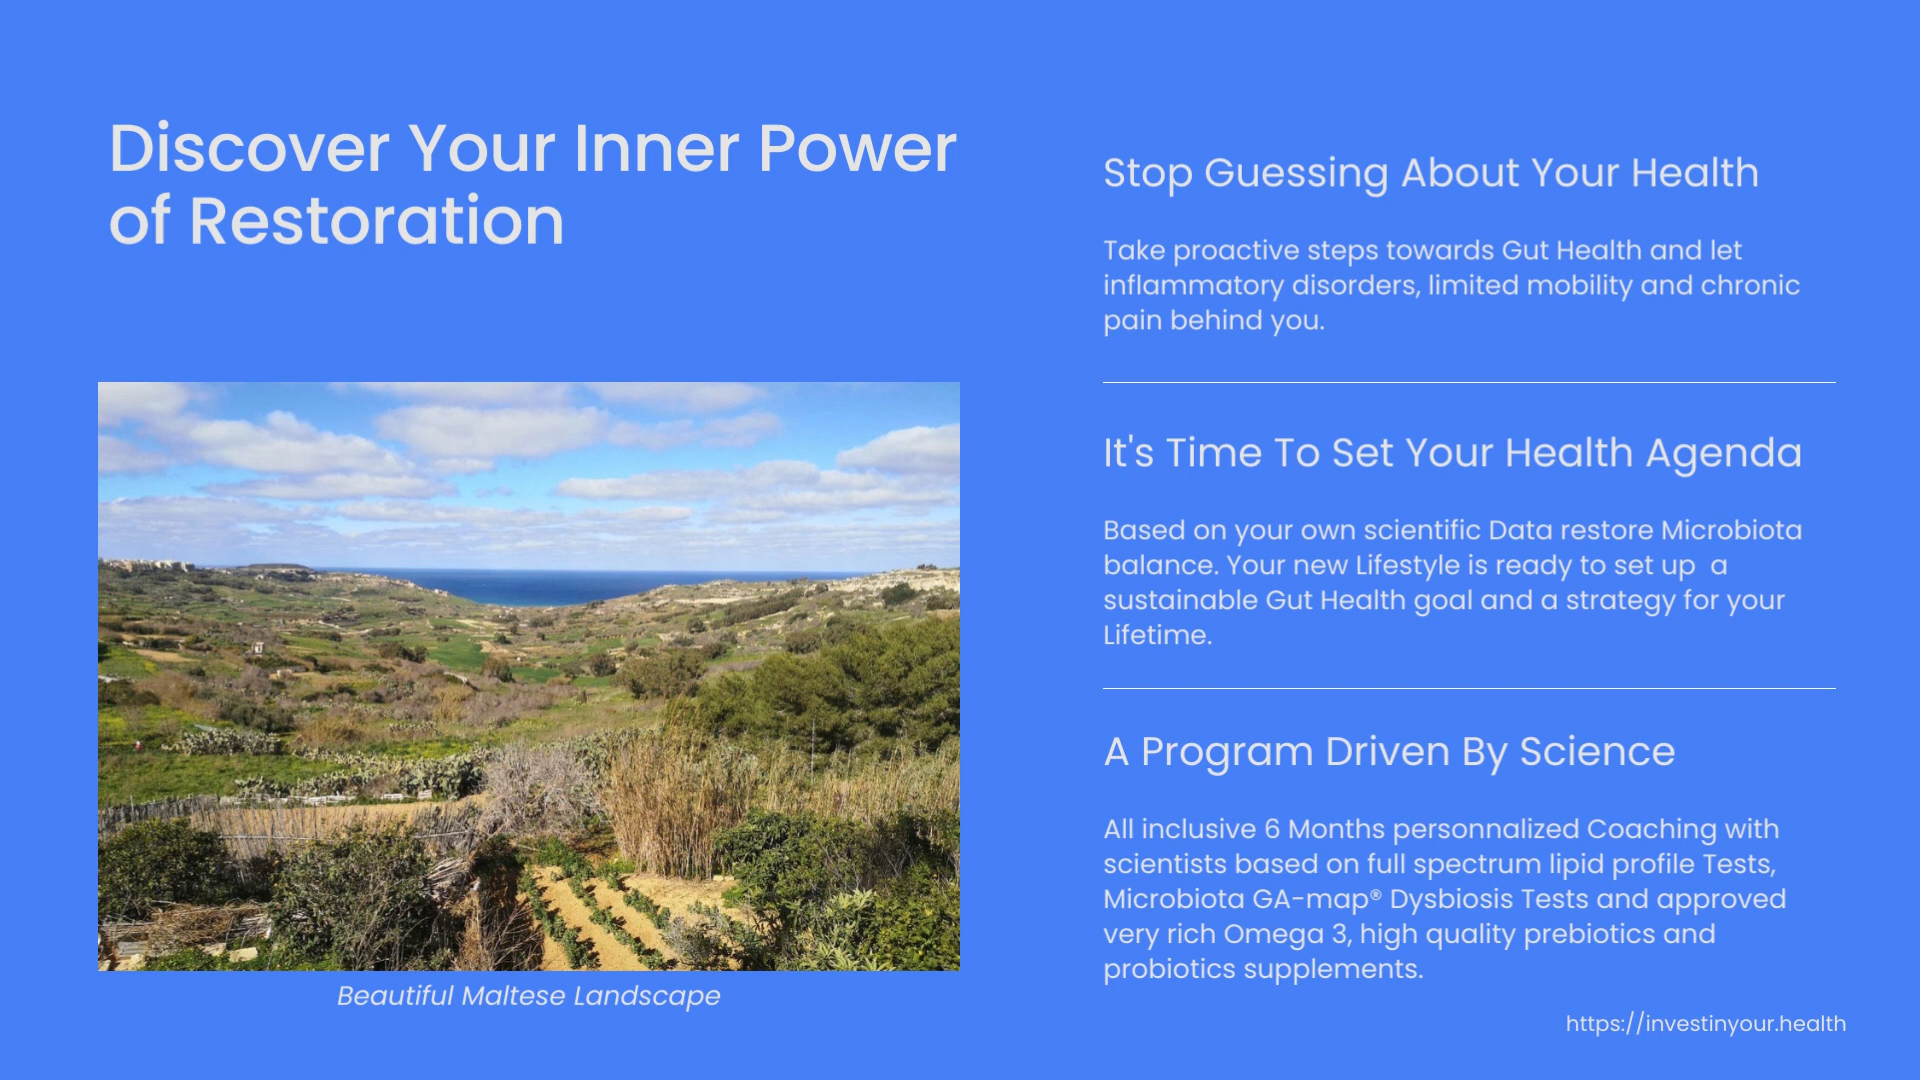 Discover Your Inner Power
of Restoration
Beautiful Maltese Landscape
Stop Guessing About Your Health
Take proactive steps towards Gut Health and let
inflammatory disorders, limited mobility and chronic
pain behind you.
It's Time To Set Your Health Agenda
Based on your own scientific Data restore Microbiota
balance. Your new Lifestyle is ready to set up  a
sustainable Gut Health goal and a strategy for your
Lifetime.
A Program Driven By Science
All inclusive 6 Months personnalized Coaching with
scientists based on full spectrum lipid profile Tests,
Microbiota GA-map® Dysbiosis Tests and approved
very rich Omega 3, high quality prebiotics and
probiotics supplements.
https://investinyour.health